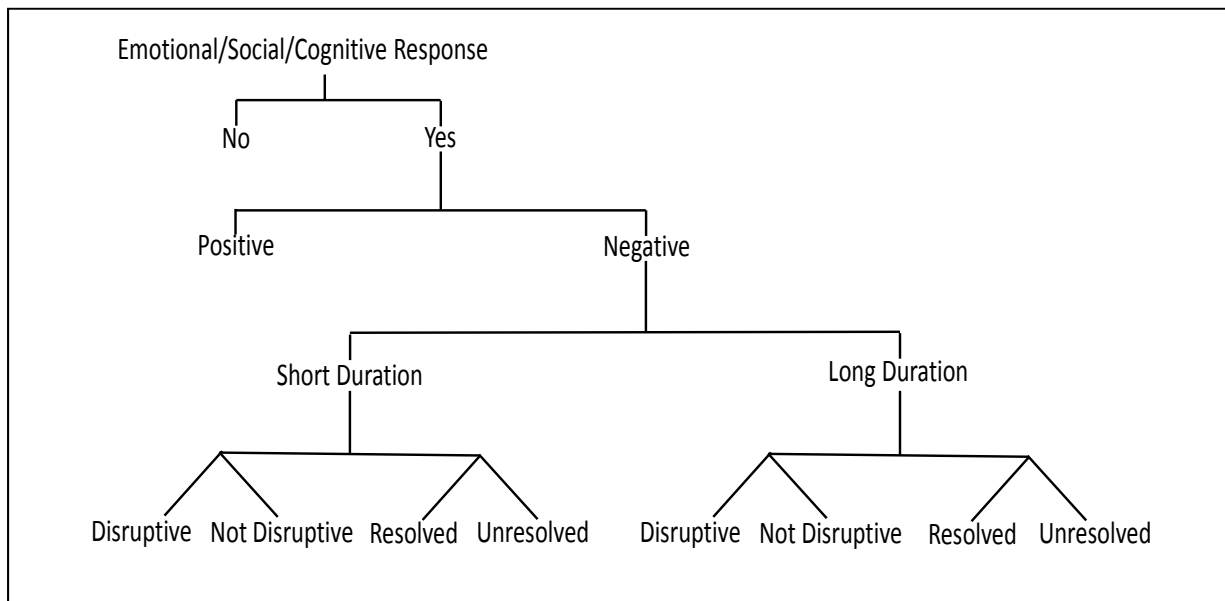 Emotional/Social/Cognitive Response
No Yes
Positive Negative
Short Duration Long Duration
Disruptive Not Disruptive Resolved Unresolved Disruptive Not Disruptive Resolved Unresolved